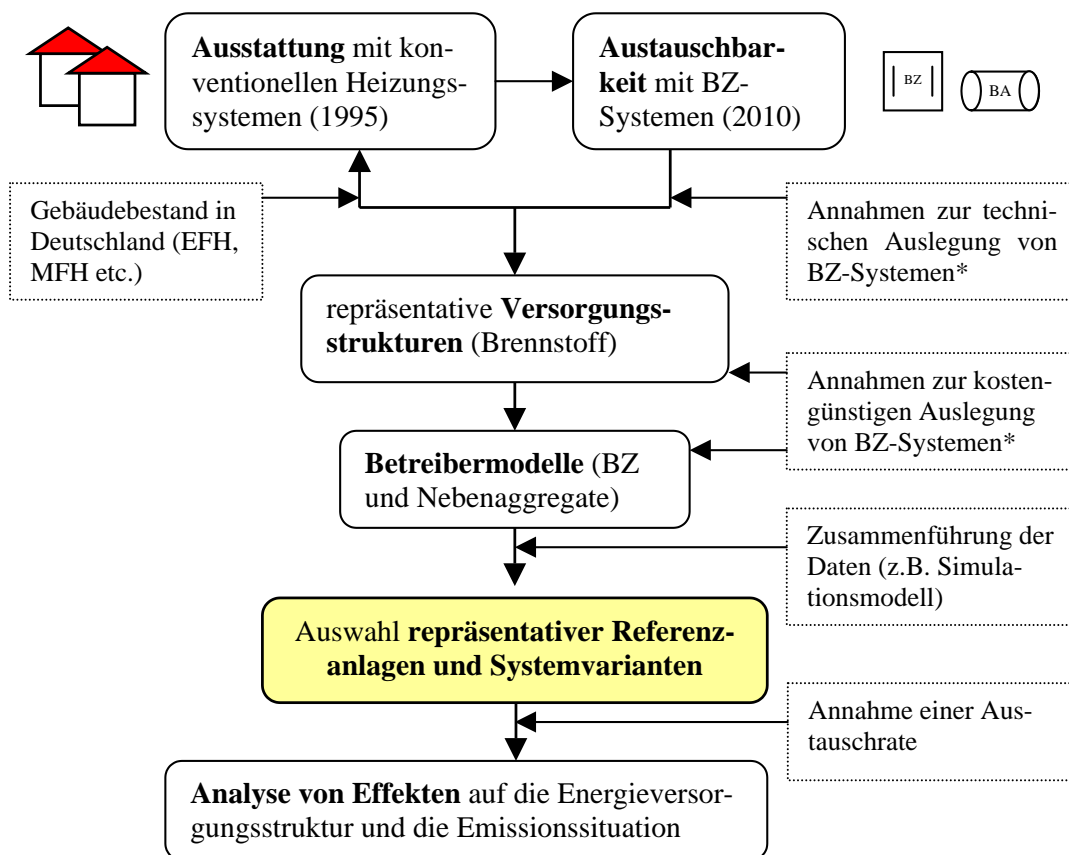 Ausstattung mit kon-
ventionellen Heizungs-
systemen (1995)
Austauschbar-
keit mit BZ-
Systemen (2010)
BZ
BA
Gebäudebestand in
Deutschland (EFH,
MFH etc.)
Annahmen zur techni-
schen Auslegung von
BZ-Systemen*
repräsentative Versorgungs-
strukturen (Brennstoff)
Annahmen zur kosten-
günstigen Auslegung
von BZ-Systemen*
Betreibermodelle (BZ
und Nebenaggregate)
Zusammenführung der
Daten (z.B. Simula-
tionsmodell)
Auswahl repräsentativer Referenz-
anlagen und Systemvarianten
Annahme einer Aus-
tauschrate
Analyse von Effekten auf die Energieversor-
gungsstruktur und die Emissionssituation